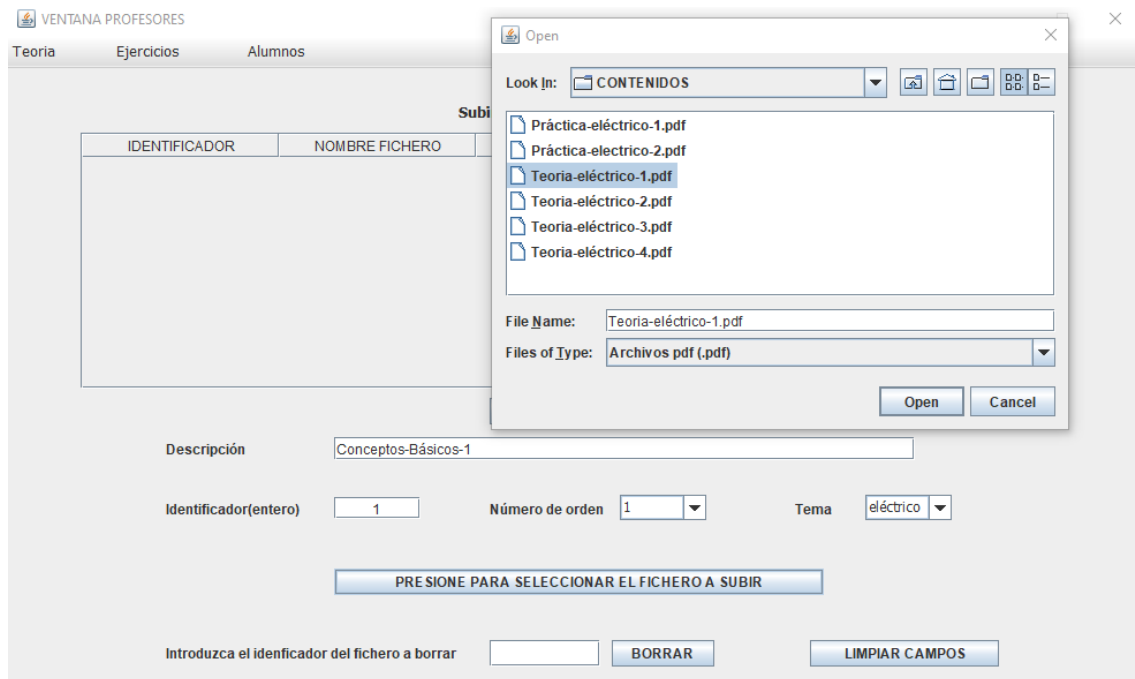 VENTANA PROFESORES
Teoria Ejercicios Alumnos
Subi
IDENTIFICADOR NOMBRE FICHERO
Open
Look In: CONTENIDOS
Práctica-eléctrico-1.pdf
Práctica-electrico-2.pdf
Teoria-eléctrico-1.pdf
Teoria-eléctrico-2.pdf
Teoria-eléctrico-3.pdf
Teoria-eléctrico-4.pdf
File Name: Teoria-eléctrico-1.pdf
Files of Type: Archivos pdf (.pdf)
Open Cancel
Descripción Conceptos-Básicos-1
Identificador(entero) 1 Número de orden 1 Tema eléctrico
PRESIONE PARA SELECCIONAR EL FICHERO A SUBIR
Introduzca el idenficador del fichero a borrar BORRAR LIMPIAR CAMPOS